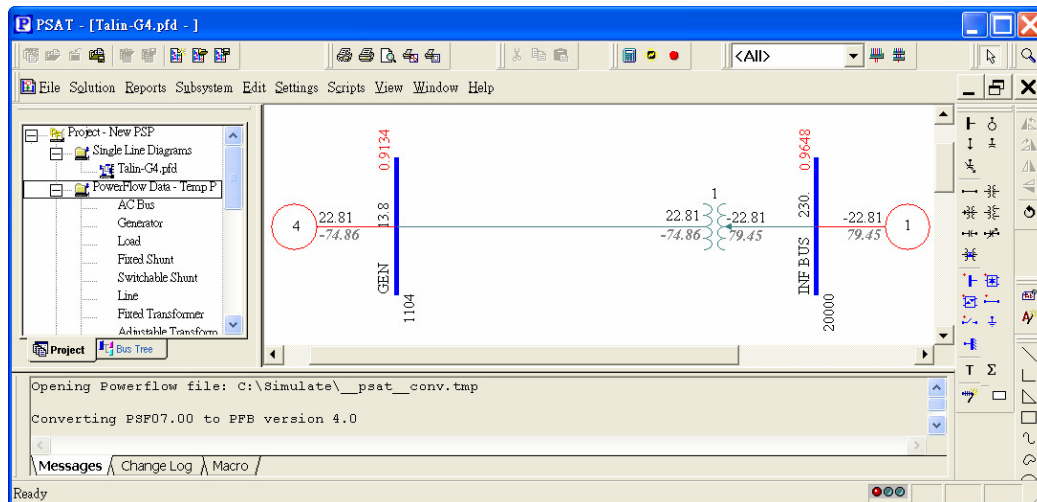 PSAT - [Talin-G4.pfd - ]
<All>
File Solution Reports Subsystem Edit Settings Scripts View Window Help
Project - New PSP
Single Line Diagrams
Talin-G4.pfd
PowerFlow Data - Temp P
AC Bus
Generator
Load
Fixed Shunt
Switchable Shunt
Line
Fixed Transformer
Adjustable Transform
Project
Bus Tree
0.9134
0.9648
1
4
22.81
-74.86
13.8
22.81
-74.86
-22.81
79.45
230.
-22.81
79.45
1
GEN
1104
INF BUS
20000
T Σ
Opening Powerflow file: C:\Simulate\__psat__conv.tmp
Converting PSF07.00 to PFB version 4.0
Messages Change Log Macro
Ready